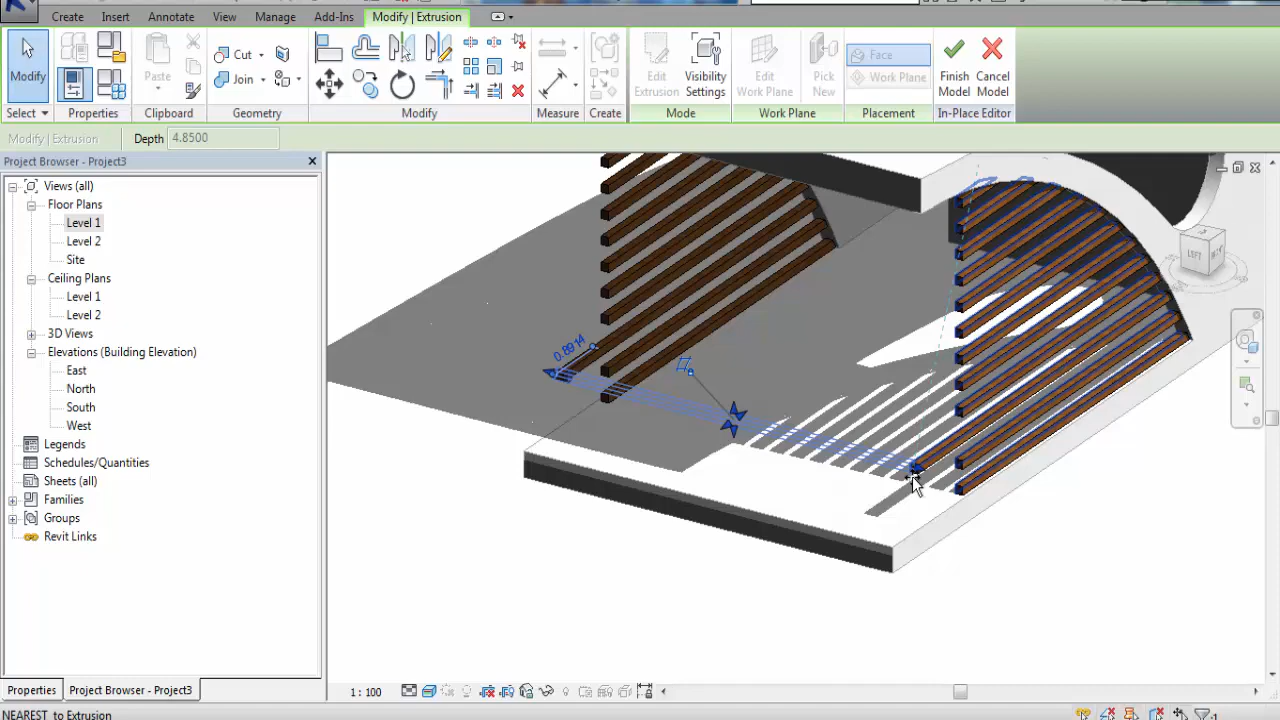 Create Insert Annotate View Manage Add-Ins Modify | Extrusion
Modify
Paste
Cut
Join
Edit Extrusion
Visibility Settings
Edit Work Plane
Pick New
Face
Work Plane
Finish Model
Cancel Model
Select Properties Clipboard Geometry Modify Measure Create Mode Work Plane Placement In-Place Editor
Modify | Extrusion Depth 4.8500
Project Browser - Project3
Views (all)
Floor Plans
Level 1
Level 2
Site
Ceiling Plans
Level 1
Level 2
3D Views
Elevations (Building Elevation)
East
North
South
West
Legends
Schedules/Quantities
Sheets (all)
Families
Groups
Revit Links
0.8914
LEFT
Properties Project Browser - Project3
1 : 100
NEAREST to Extrusion